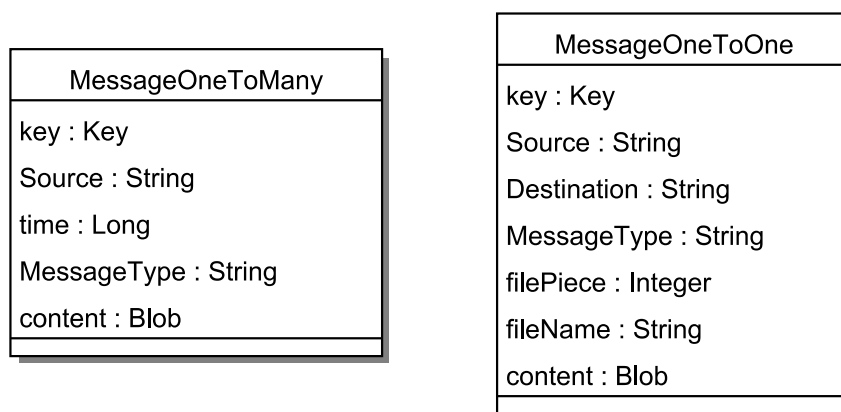 MessageOneToMany
key : Key
Source : String
time : Long
MessageType : String
content : Blob
MessageOneToOne
key : Key
Source : String
Destination : String
MessageType : String
filePiece : Integer
fileName : String
content : Blob